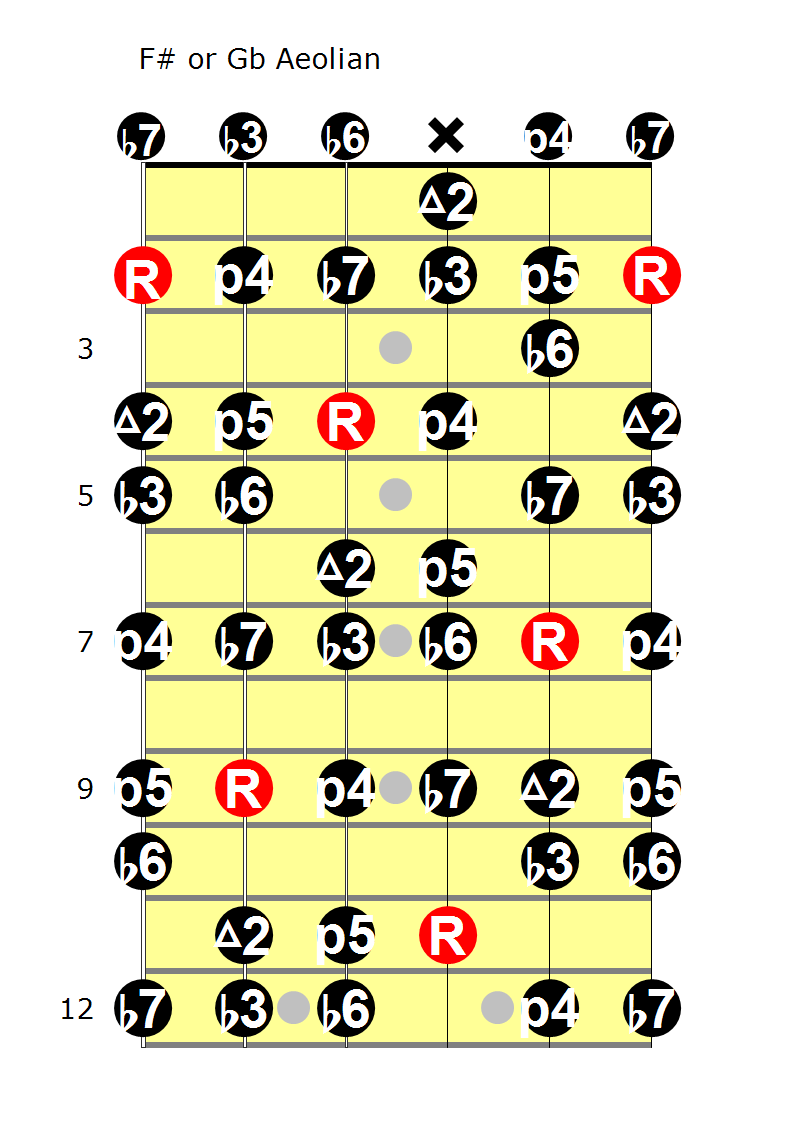 F# or Gb Aeolian
♭7 ♭3 ♭6 × p4 ♭7
Δ2
R p4 ♭7 ♭3 p5 R
3 ♭6
Δ2 p5 R p4 Δ2
5 ♭3 ♭6 ♭7 ♭3
Δ2 p5
7 p4 ♭7 ♭3 ♭6 R p4
9 p5 R p4 ♭7 Δ2 p5
♭6 ♭3 ♭6
Δ2 p5 R
12 ♭7 ♭3 ♭6 p4 ♭7